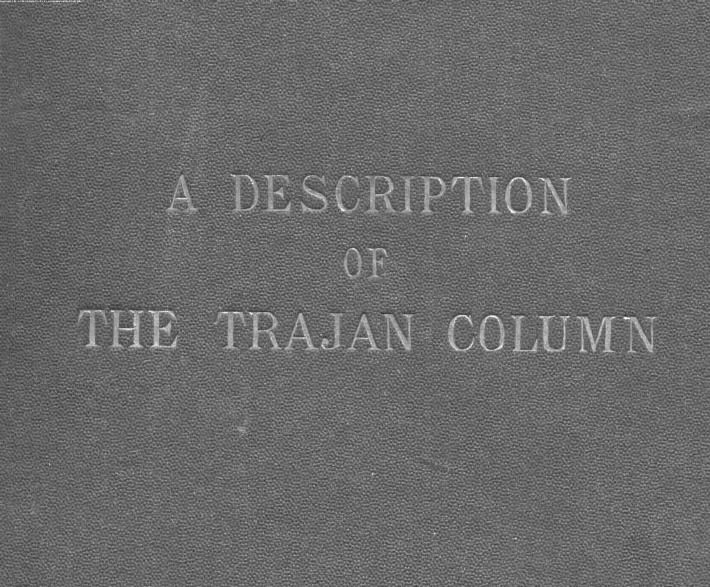 A DESCRIPTION
OF
THE TRAJAN COLUMN